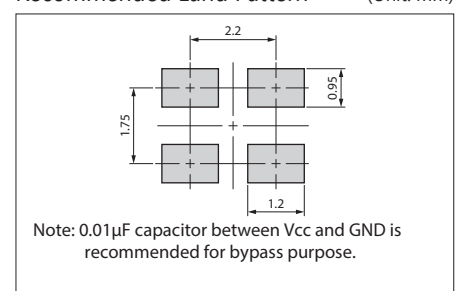 Recommended Land Pattern (Unit: mm)
2.2
0.95
1.75
1.2
Note: 0.01μF capacitor between Vcc and GND is
recommended for bypass purpose.